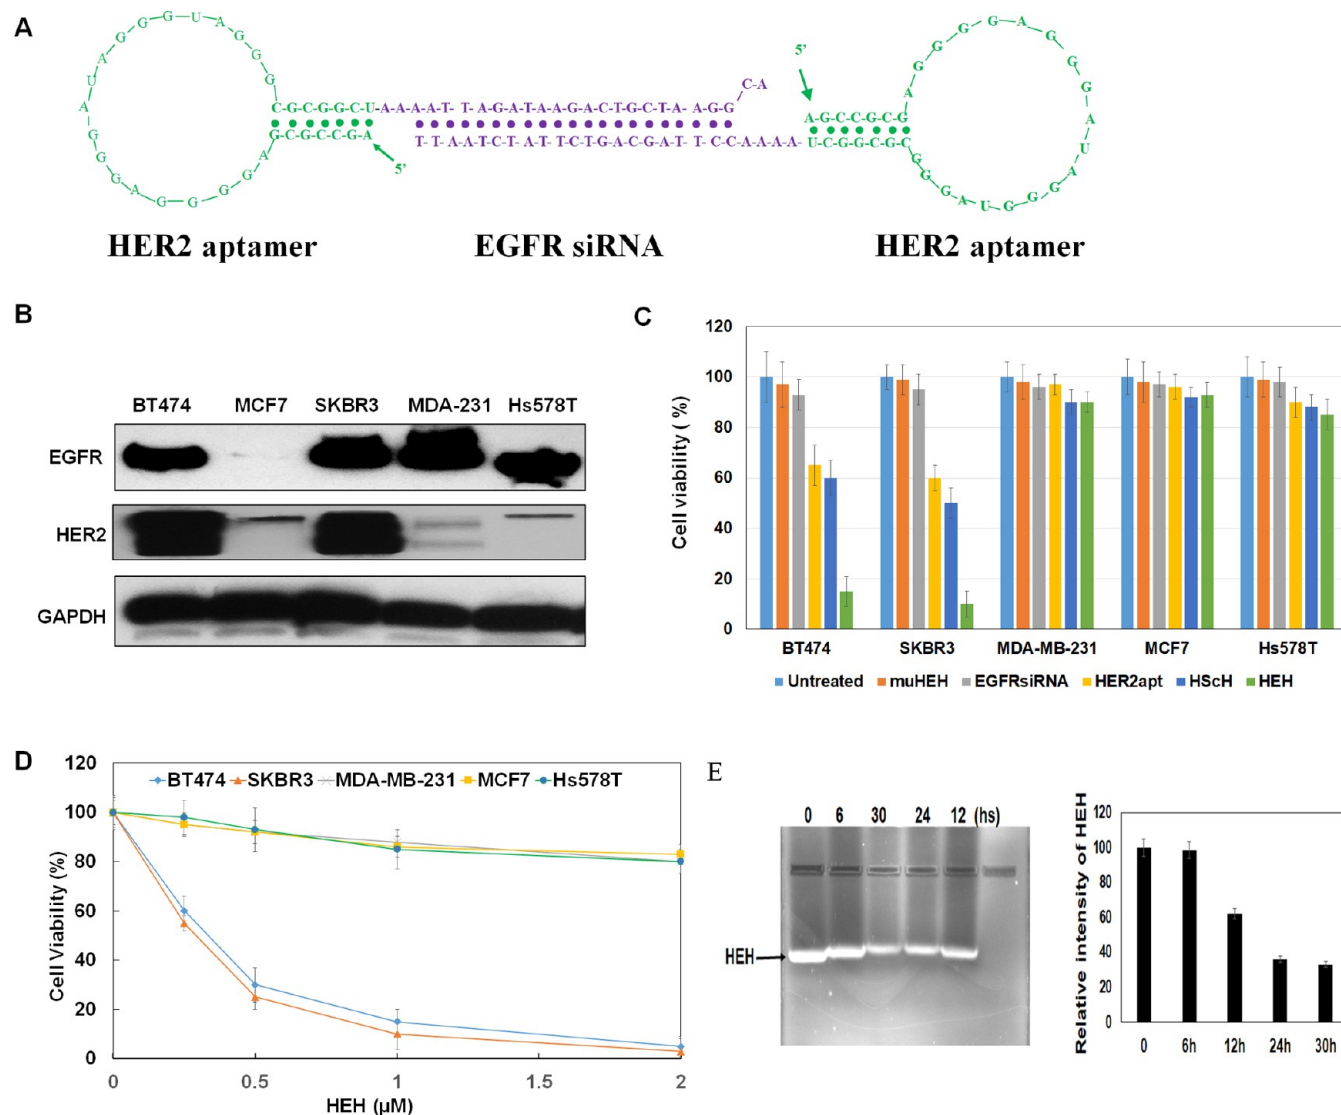 A
C-G-C-G-G-C-U-A-A-A-A-T-T-A-G-A-T-A-A-G-A-C-T-G-C-T-A-A-G-G
C-A
G-C-G-C-C-G-A
T-T-A-A-T-C-T-A-T-T-C-T-G-A-C-G-A-T-T-C-C-A-A-A-A-U-C-G-G-C-G-C
5’
A-G-C-C-G-C-G
5’
HER2 aptamer
EGFR siRNA
HER2 aptamer
B
BT474 MCF7 SKBR3 MDA-231 Hs578T
EGFR
HER2
GAPDH
C
Cell viability ( %)
120
100
80
60
40
20
0
BT474 SKBR3 MDA-MB-231 MCF7 Hs578T
Untreated muHEH EGFRsiRNA HER2apt HScH HEH
D
Cell Viability (%)
120
100
80
60
40
20
0
BT474 SKBR3 MDA-MB-231 MCF7 Hs578T
0 0.5 1 1.5 2
HEH (µM)
E
0 6 30 24 12 (hs)
HEH
Relative intensity of HEH
120
100
80
60
40
20
0
0 6h 12h 24h 30h